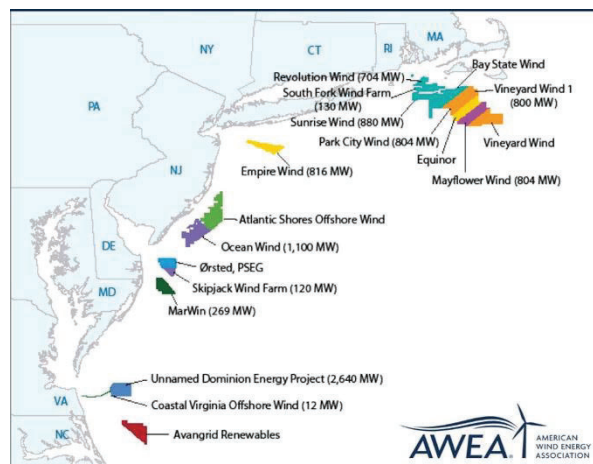 MA
NY
CT
RI
Bay State Wind
Revolution Wind (704 MW)
South Fork Wind Farm
(130 MW)
Vineyard Wind 1
(800 MW)
PA
Sunrise Wind (880 MW)
Park City Wind (804 MW)
Vineyard Wind
Equinor
Mayflower Wind (804 MW)
NJ
Empire Wind (816 MW)
Atlantic Shores Offshore Wind
DE
Ocean Wind (1,100 MW)
Ørsted, PSEG
MD
Skipjack Wind Farm (120 MW)
MarWin (269 MW)
Unnamed Dominion Energy Project (2,640 MW)
VA
Coastal Virginia Offshore Wind (12 MW)
NC
Avangrid Renewables
AWEA
AMERICAN
WIND ENERGY
ASSOCIATION